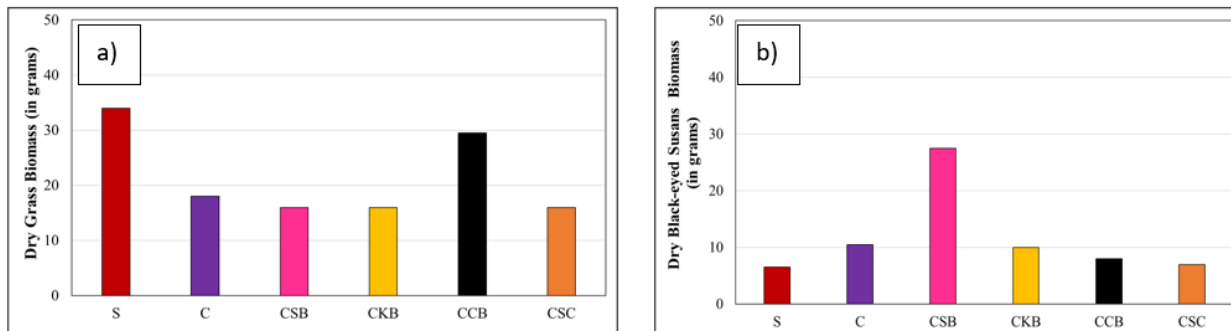 a)
Dry Grass Biomass (in grams)
50
40
30
20
10
0
S C CSB CKB CCB CSC
b)
Dry Black-eyed Susans Biomass
(in grams)
50
40
30
20
10
0
S C CSB CKB CCB CSC